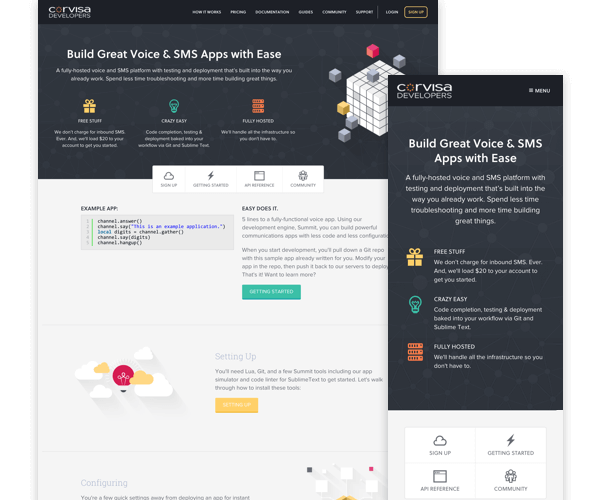 corvisa
DEVELOPERS
HOW IT WORKS PRICING DOCUMENTATION GUIDES COMMUNITY SUPPORT LOGIN SIGN UP
Build Great Voice & SMS Apps with Ease
A fully-hosted voice and SMS platform with testing and deployment that's built into the way you
already work. Spend less time troubleshooting and more time building great things.
FREE STUFF
We don't charge for inbound SMS.
Ever. And, we'll load $20 to your
account to get you started.
CRAZY EASY
Code completion, testing &
deployment baked into your
workflow via Git and Sublime Text.
FULLY HOSTED
We'll handle all the infrastructure so
you don't have to.
SIGN UP GETTING STARTED API REFERENCE COMMUNITY
EXAMPLE APP:
1 channel.answer()
2 channel.say("This is an example application.")
3 local digits = channel.gather()
4 channel.say(digits)
5 channel.hangup()
EASY DOES IT.
5 lines to a fully-functional voice app. Using our
development engine, Summit, you can build powerful
communications apps with less code and less configuratio
When you start development, you'll pull down a Git repo
with this sample app already written for you. Modify your
app in the repo, then push it back to our servers to deploy
That's it! Want to learn more?
GETTING STARTED
Setting Up
You'll need Lua, Git, and a few Summit tools including our app
simulator and code linter for SublimeText to get started. Let's walk
through how to install these tools:
SETTING UP
Configuring
You're a few quick settings away from deploying an app for instant
corvisa
DEVELOPERS
≡ MENU
Build Great Voice & SMS
Apps with Ease
A fully-hosted voice and SMS platform with
testing and deployment that's built into the
way you already work. Spend less time
troubleshooting and more time building
great things.
FREE STUFF
We don't charge for inbound SMS. Ever.
And, we'll load $20 to your account to
get you started.
CRAZY EASY
Code completion, testing & deployment
baked into your workflow via Git and
Sublime Text.
FULLY HOSTED
We'll handle all the infrastructure so you
don't have to.
SIGN UP GETTING STARTED
API REFERENCE COMMUNITY